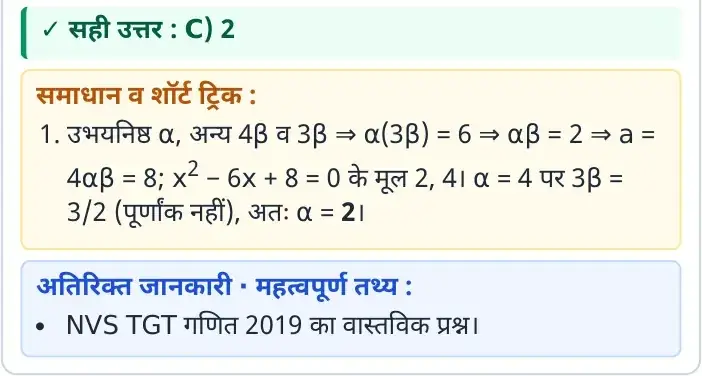 ✓ सही उत्तर : C) 2
समाधान व शॉर्ट ट्रिक :
1. उभयनिष्ठ α, अन्य 4β व 3β ⇒ α(3β) = 6 ⇒ αβ = 2 ⇒ a =
4αβ = 8; x² − 6x + 8 = 0 के मूल 2, 4। α = 4 पर 3β =
3/2 (पूर्णांक नहीं), अतः α = 2।
अतिरिक्त जानकारी · महत्वपूर्ण तथ्य :
• NVS TGT गणित 2019 का वास्तविक प्रश्न।